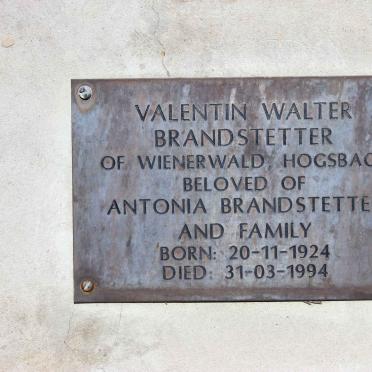 VALENTIN WALTER
BRANDSTETTER
OF WIENERWALD, HOGSBAC
BELOVED OF
ANTONIA BRANDSTETTE
AND FAMILY
BORN: 20-11-1924
DIED: 31-03-1994